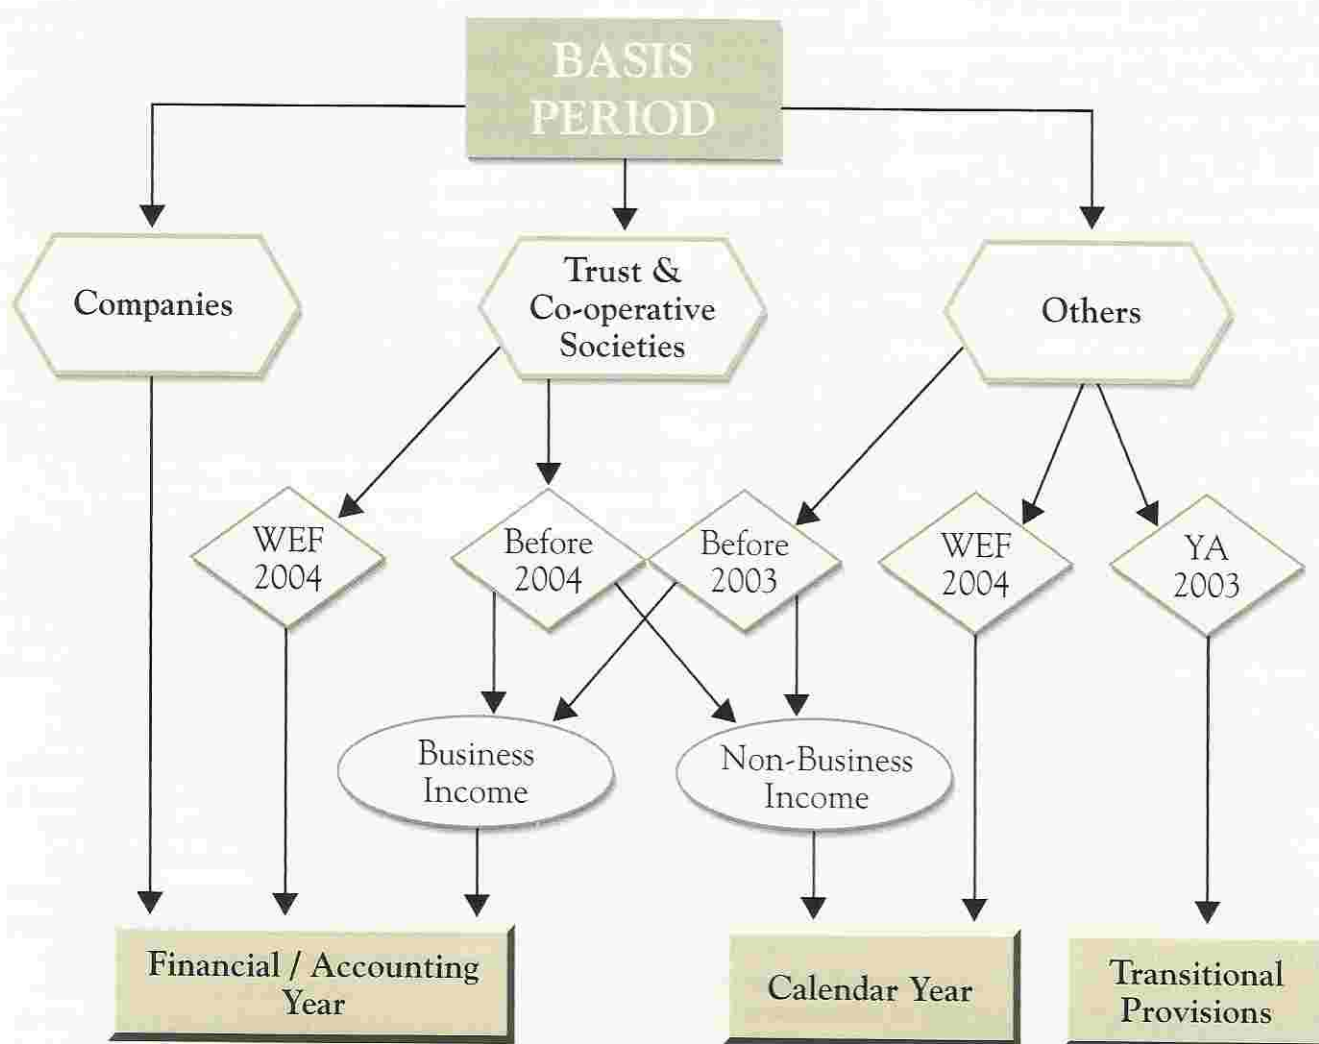 BASIS
PERIOD
Companies
Trust &
Co-operative
Societies
Others
WEF
2004
Before
2004
Before
2003
WEF
2004
YA
2003
Business
Income
Non-Business
Income
Financial / Accounting
Year
Calendar Year
Transitional
Provisions